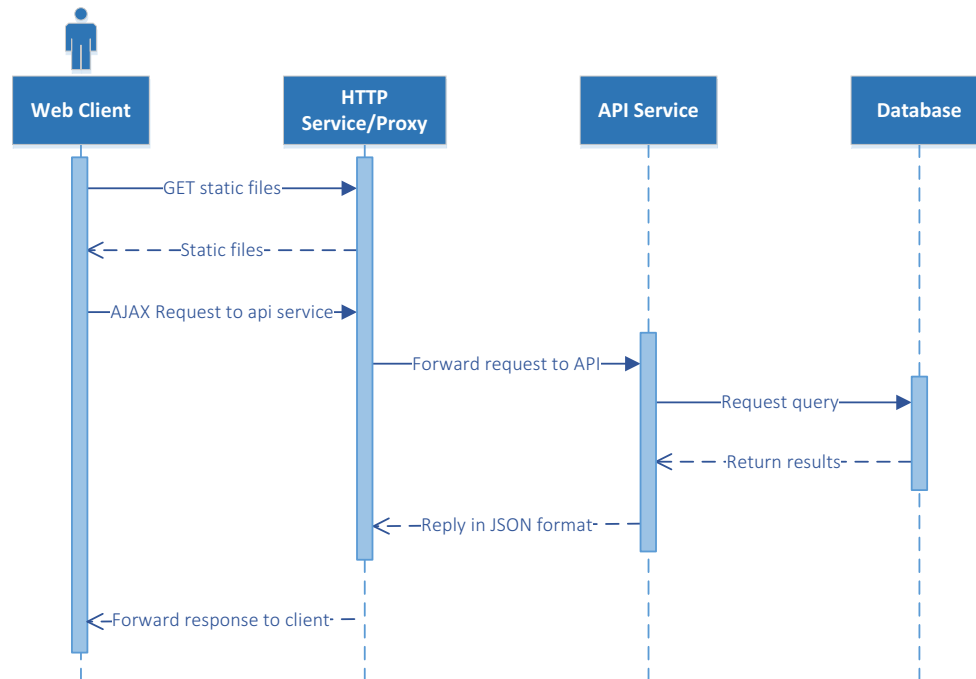 Web Client
HTTP
Service/Proxy
API Service
Database
GET static files
Static files
AJAX Request to api service
Forward request to API
Request query
Return results
Reply in JSON format
Forward response to client